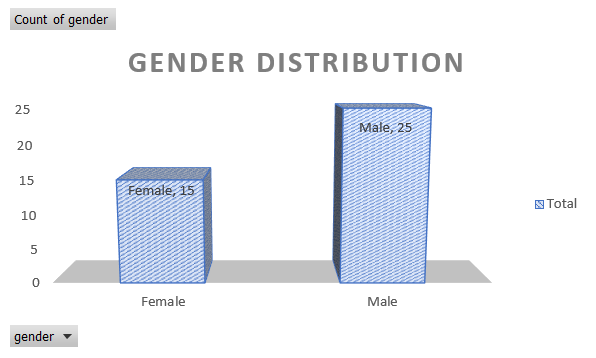 Count of gender
GENDER DISTRIBUTION
25
20
15
10
5
0
Female, 15
Male, 25
Female
Male
Total
gender